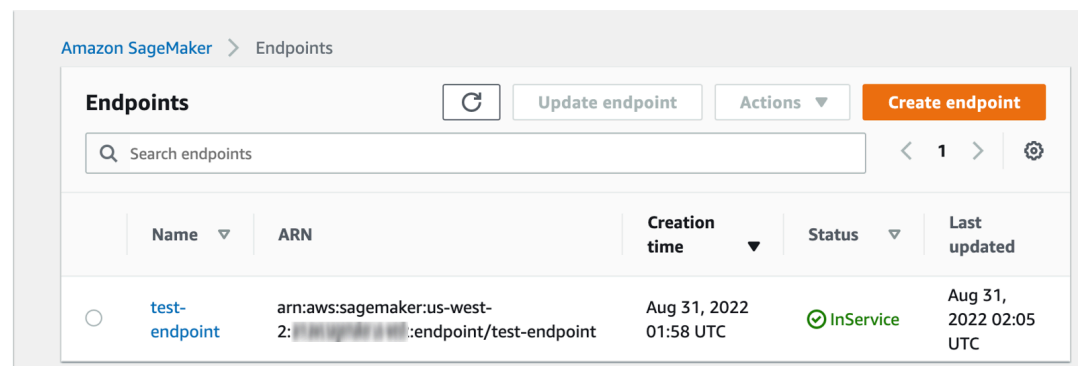 Amazon SageMaker > Endpoints
Endpoints
Update endpoint
Actions
Create endpoint
Search endpoints
1
Name
ARN
Creation
time
Status
Last
updated
test-
endpoint
arn:aws:sagemaker:us-west-
2: :endpoint/test-endpoint
Aug 31, 2022
01:58 UTC
InService
Aug 31,
2022 02:05
UTC